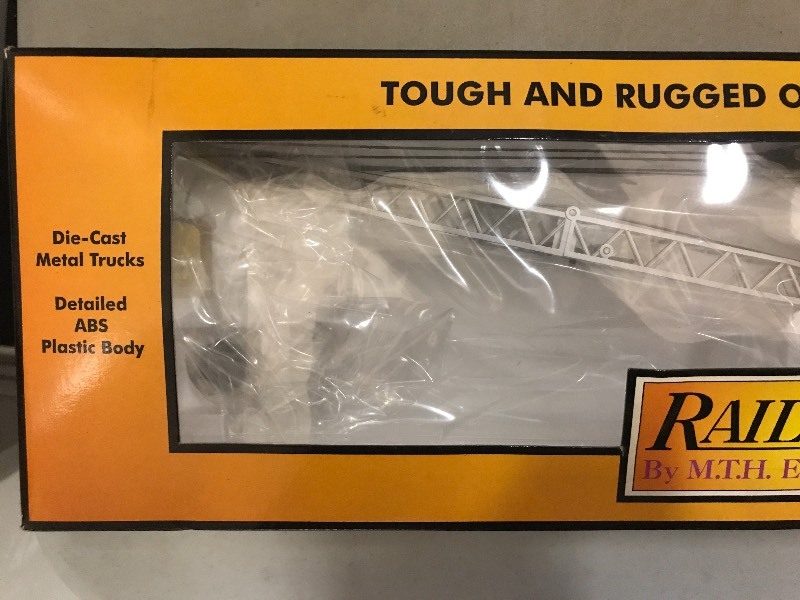 TOUGH AND RUGGED O
Die-Cast
Metal Trucks
Detailed
ABS
Plastic Body
RAIL
By M.T.H. E